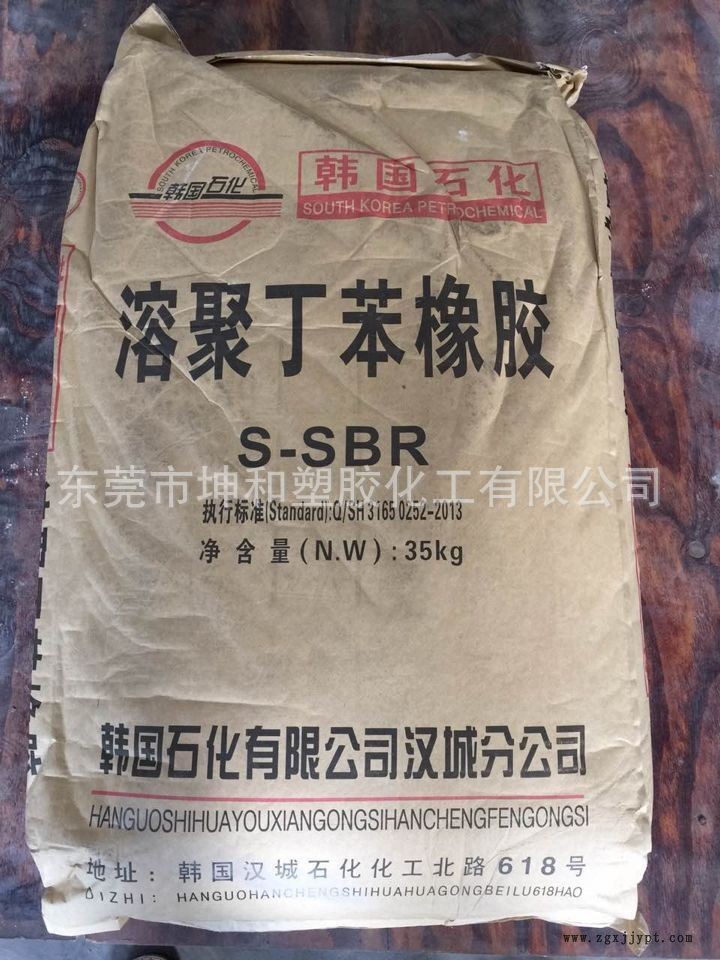 SOUTH KOREA PETROCHEMICAL
韩国石化
韩国石化
SOUTH KOREA PETROCHEMICAL
溶聚丁苯橡胶
S-SBR
东莞市坤和塑胶化工有限公司
执行标准(Standard):Q/SH 3165 0252-2013
净含量(N.W):35kg
韩国石化有限公司汉城分公司
HANGUOSHIHUAYOUXIANGONGSIHANCHENGFENGONGSI
地址:韩国汉城石化化工北路618号
DIZHI: HANGUOHANCHENGSHIHUAHUAGONGBEILU618HAO
www.zgxjjypt.com